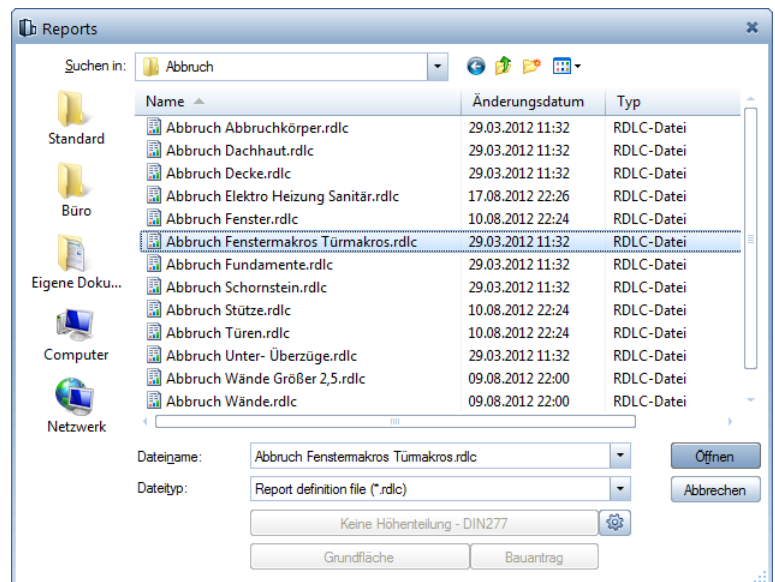 Reports
Suchen in: Abbruch
Name Änderungsdatum Typ
Abbruch Abbruchkörper.rdlc 29.03.2012 11:32 RDLC-Datei
Abbruch Dachhaut.rdlc 29.03.2012 11:32 RDLC-Datei
Abbruch Decke.rdlc 29.03.2012 11:32 RDLC-Datei
Abbruch Elektro Heizung Sanitär.rdlc 17.08.2012 22:26 RDLC-Datei
Abbruch Fenster.rdlc 10.08.2012 22:24 RDLC-Datei
Abbruch Fenstermakros Türmakros.rdlc 29.03.2012 11:32 RDLC-Datei
Abbruch Fundamente.rdlc 29.03.2012 11:32 RDLC-Datei
Abbruch Schornstein.rdlc 29.03.2012 11:32 RDLC-Datei
Abbruch Stütze.rdlc 10.08.2012 22:24 RDLC-Datei
Abbruch Türen.rdlc 10.08.2012 22:24 RDLC-Datei
Abbruch Unter- Überzüge.rdlc 29.03.2012 11:32 RDLC-Datei
Abbruch Wände Größer 2,5.rdlc 09.08.2012 22:00 RDLC-Datei
Abbruch Wände.rdlc 09.08.2012 22:00 RDLC-Datei
Standard
Büro
Eigene Doku...
Computer
Netzwerk
Dateiname: Abbruch Fenstermakros Türmakros.rdlc Öffnen
Dateityp: Report definition file (*.rdlc) Abbrechen
Keine Höhenteilung - DIN277
Grundfläche Bauantrag